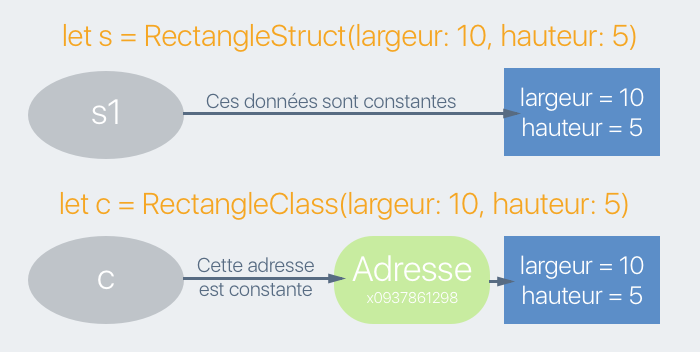 let s = RectangleStruct(largeur: 10, hauteur: 5)
s1
Ces données sont constantes
largeur = 10
hauteur = 5
let c = RectangleClass(largeur: 10, hauteur: 5)
c
Cette adresse
est constante
Adresse
x0937861298
largeur = 10
hauteur = 5